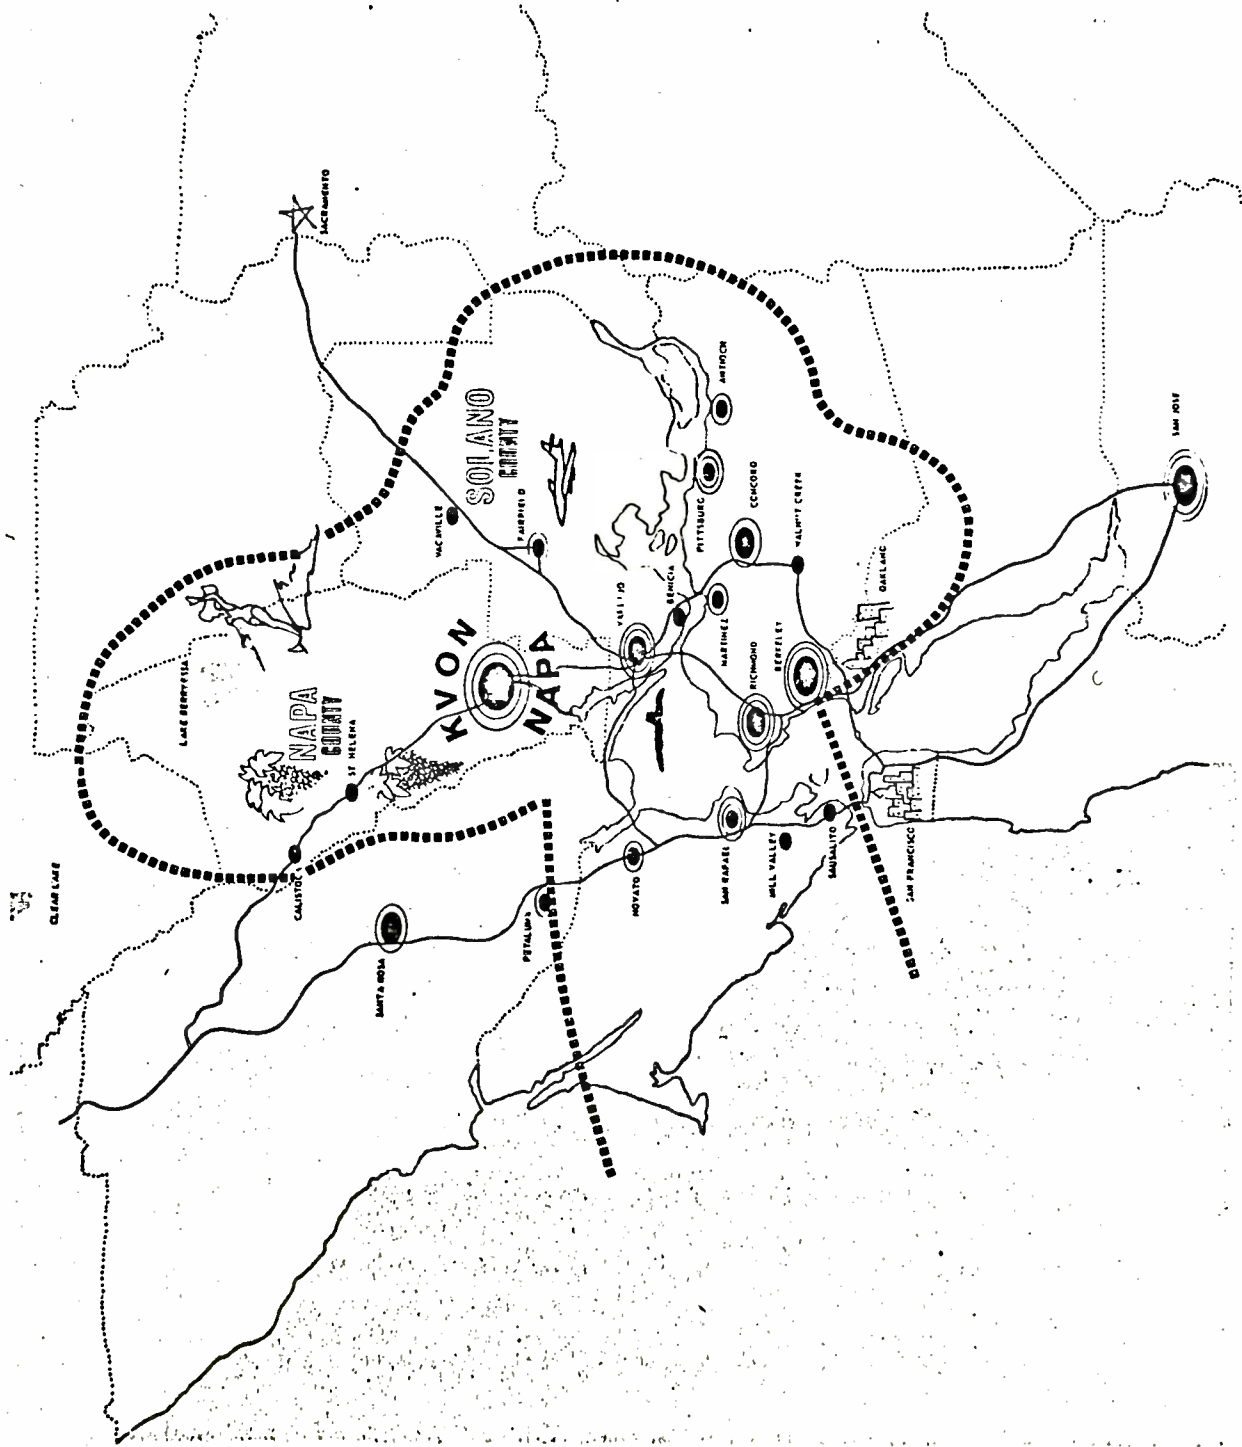 SACRAMENTO
SOLANO
COUNTY
VACAVILLE
FAIRFIELD
ANTIOCH
PITTSBURG
CONCORD
WALNUT CREEK
SAN JOSE
OAKLAND
BENICIA
VALLEJO
MARTINEZ
RICHMOND
BERKELEY
KVON
NAPA
LAKE BERRYESSA
NAPA
COUNTY
ST HELENA
CALISTOGA
CLEAR LAKE
SANTA ROSA
PETALUMA
NOVATO
SAN RAFAEL
MILL VALLEY
SAUSALITO
SAN FRANCISCO